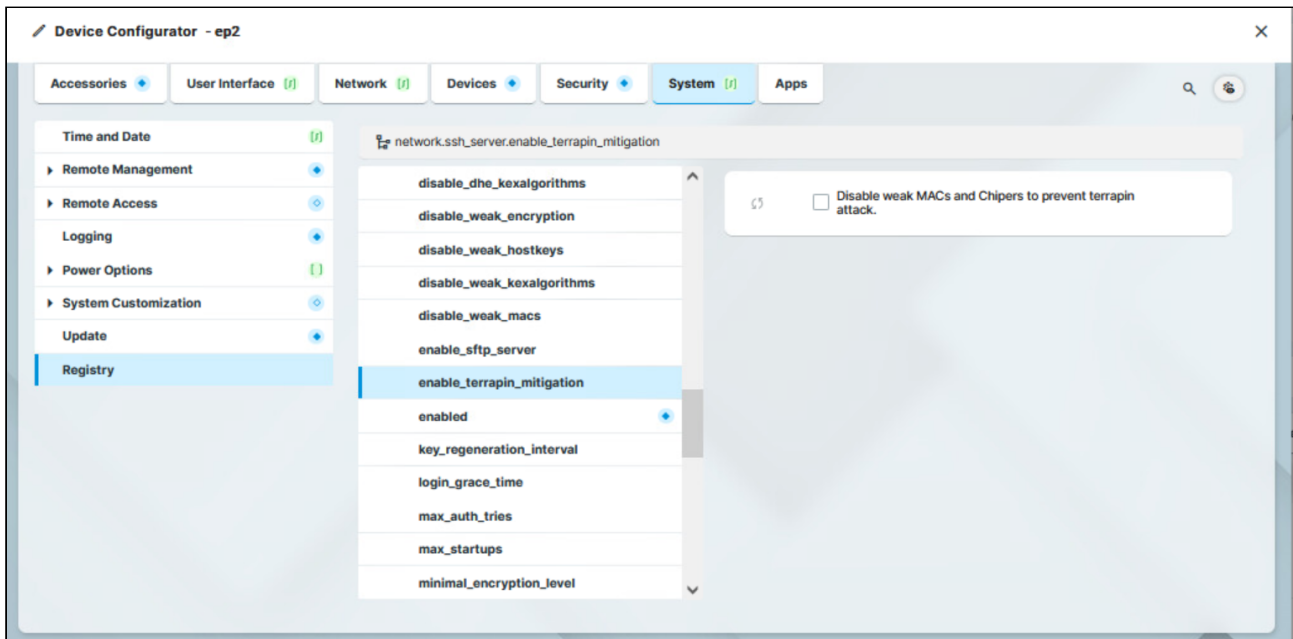 Device Configurator - ep2
Accessories
User Interface
Network
Devices
Security
System
Apps
Time and Date
Remote Management
Remote Access
Logging
Power Options
System Customization
Update
Registry
network.ssh_server.enable_terrapin_mitigation
disable_dhe_kexalgorithms
disable_weak_encryption
disable_weak_hostkeys
disable_weak_kexalgorithms
disable_weak_macs
enable_sftp_server
enable_terrapin_mitigation
enabled
key_regeneration_interval
login_grace_time
max_auth_tries
max_startups
minimal_encryption_level
Disable weak MACs and Chipers to prevent terrapin
attack.